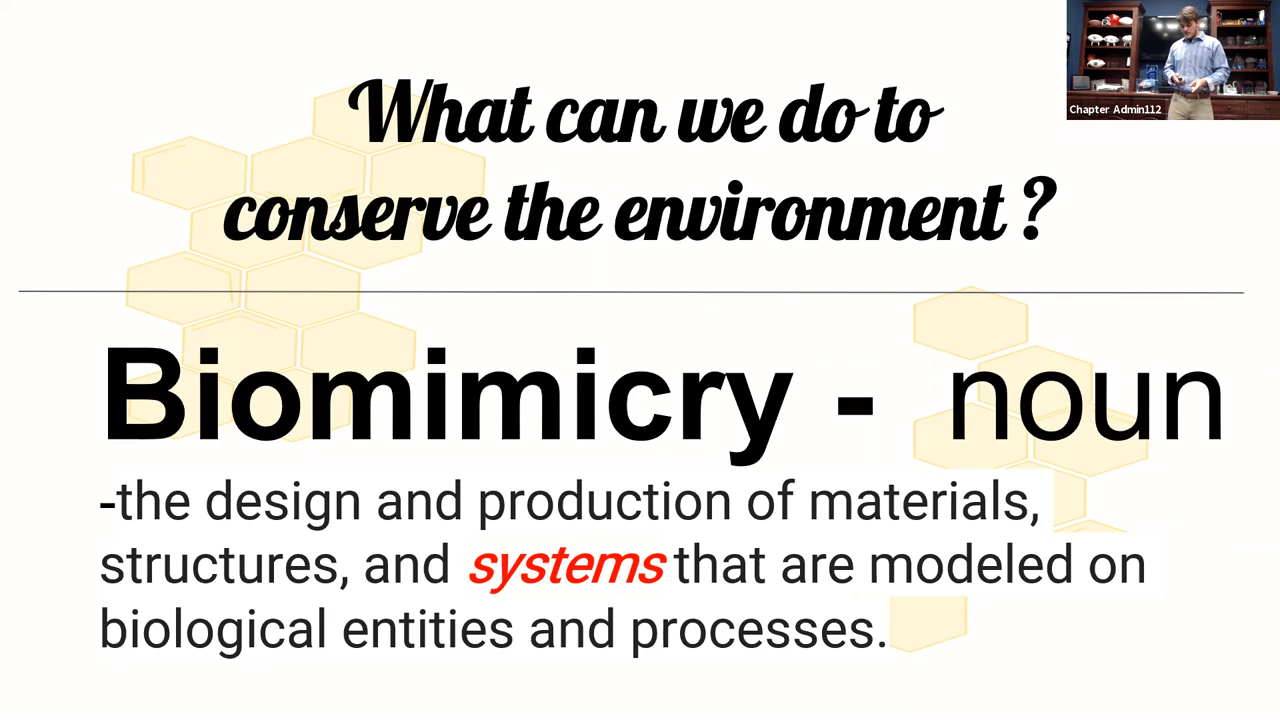 What can we do to
conserve the environment ?
Chapter Admin112
Biomimicry - noun
-the design and production of materials,
structures, and systems that are modeled on
biological entities and processes.